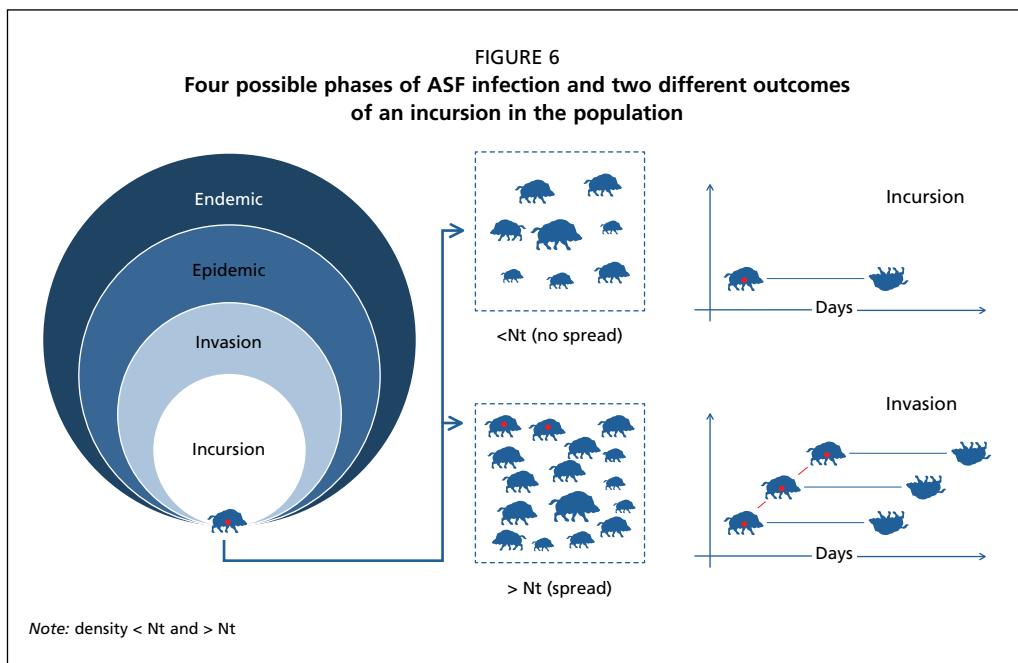 FIGURE 6
Four possible phases of ASF infection and two different outcomes
of an incursion in the population
Endemic
Epidemic
Invasion
Incursion
<Nt (no spread)
> Nt (spread)
Incursion
Days
Invasion
Days
Note: density < Nt and > Nt